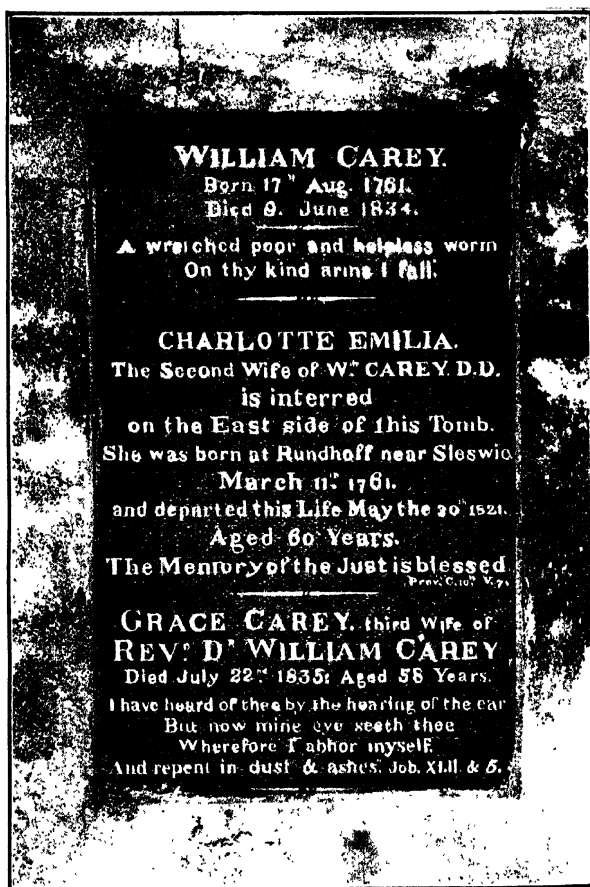 WILLIAM CAREY.
Born 17th Aug. 1761.
Died 9. June 1834.
A wretched poor and helpless worm
On thy kind arms I fall.
CHARLOTTE EMILIA.
The Second Wife of Wm. CAREY. D.D.
is interred
on the East side of this Tomb.
She was born at Rundhoff near Sleswic
March 11th. 1761.
and departed this Life May the 30th 1821.
Aged 60 Years.
The Memory of the Just is blessed
Prov. C. 10th V. 7.
GRACE CAREY, third Wife of
REVD. DR WILLIAM CAREY
Died July 22nd. 1835: Aged 58 Years.
I have heard of thee by the hearing of the ear
But now mine eye seeth thee
Wherefore I abhor myself.
And repent in dust & ashes. Job. XLII. & 5.